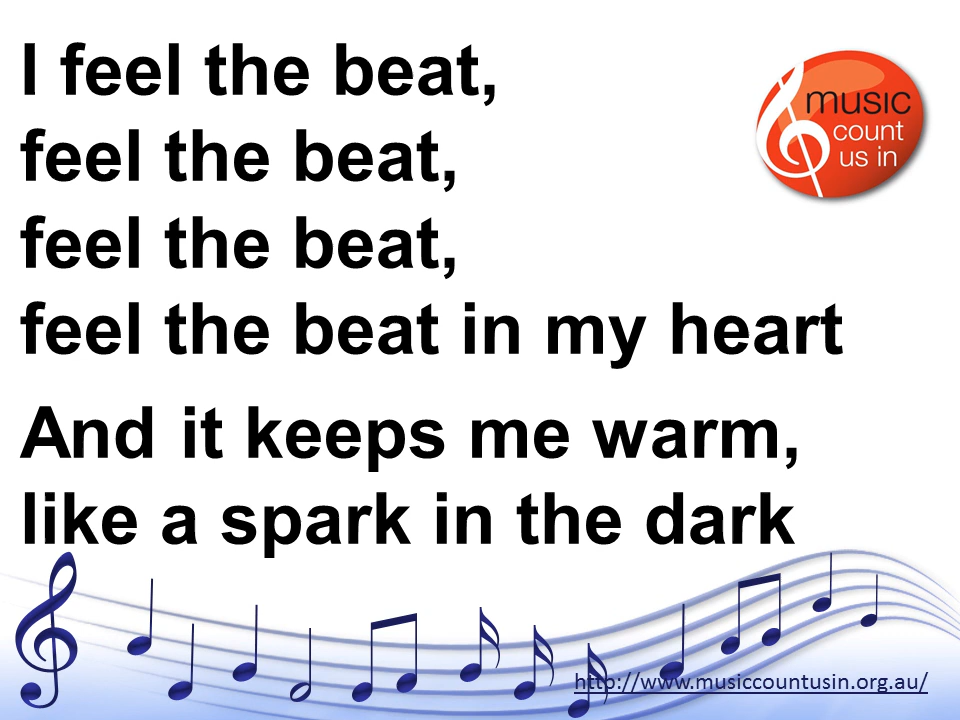 I feel the beat,
feel the beat,
feel the beat,
feel the beat in my heart
And it keeps me warm,
like a spark in the dark
music
count
us in
http://www.musiccountusin.org.au/